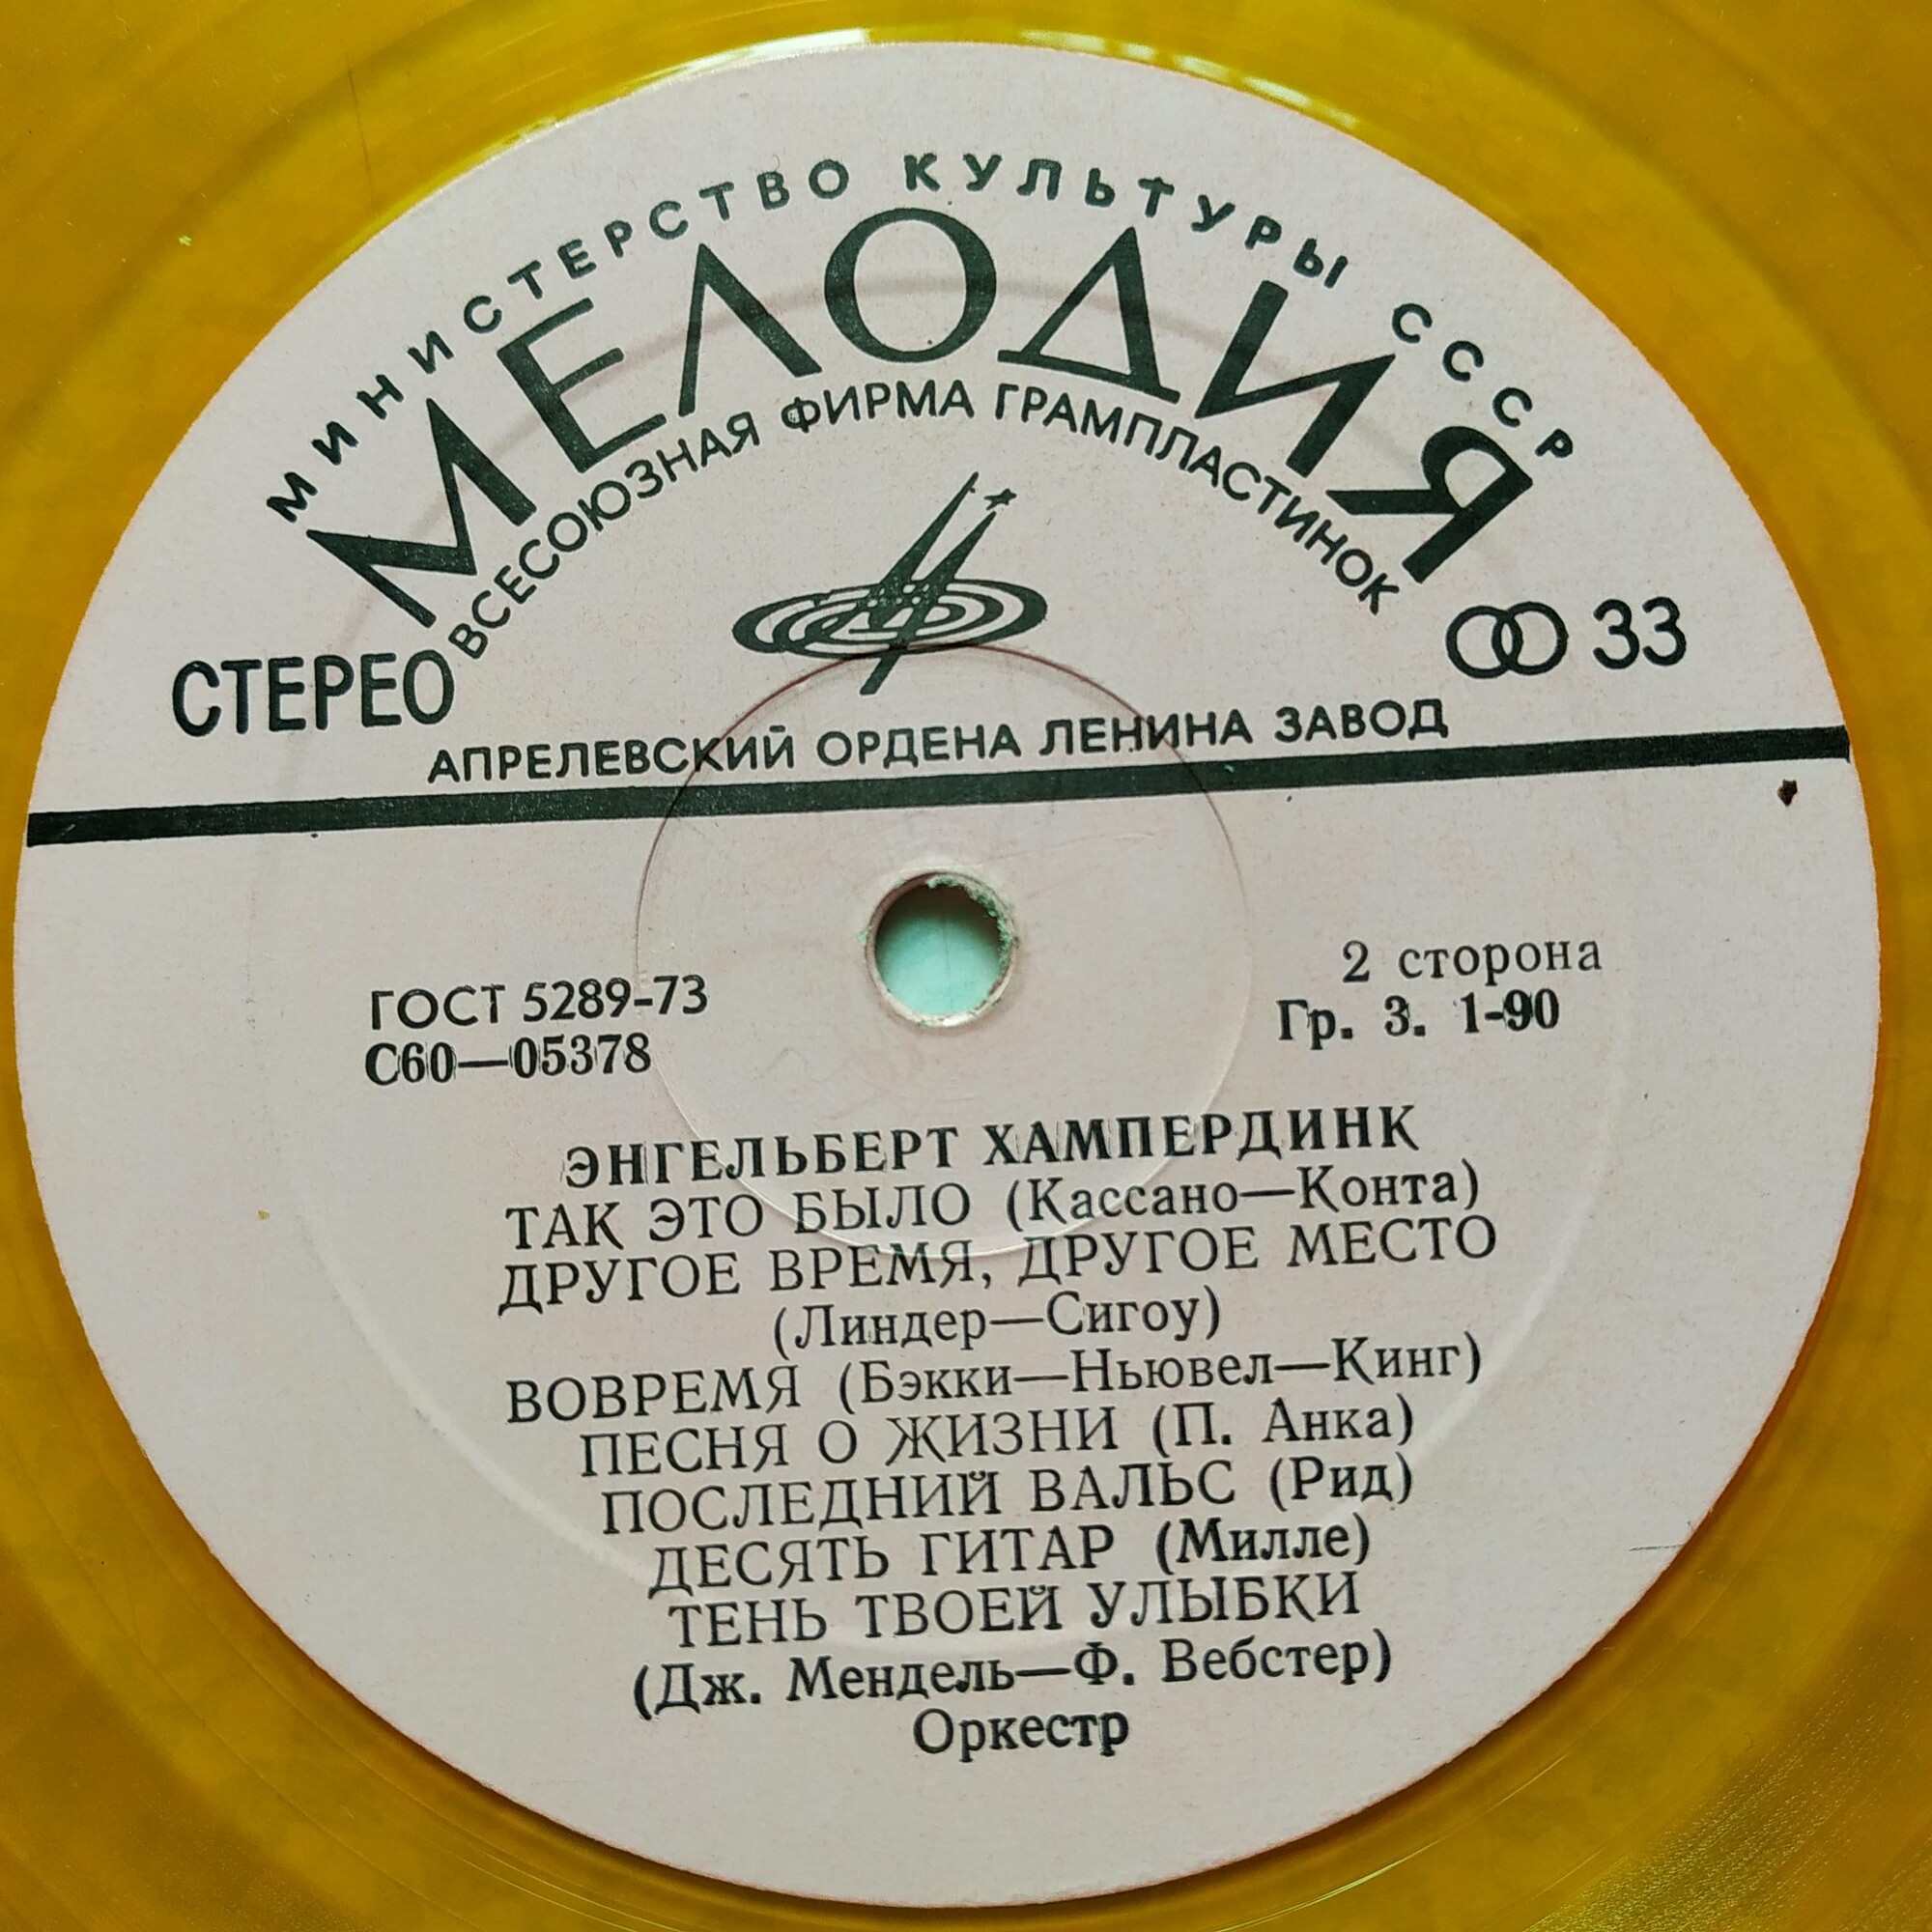 МИНИСТЕРСТВО КУЛЬТУРЫ СССР
МЕЛОДИЯ
ВСЕСОЮЗНАЯ ФИРМА ГРАМПЛАСТИНОК
СТЕРЕО
33
АПРЕЛЕВСКИЙ ОРДЕНА ЛЕНИНА ЗАВОД
ГОСТ 5289-73
С60—05378
2 сторона
Гр. 3. 1-90
ЭНГЕЛЬБЕРТ ХАМПЕРДИНК
ТАК ЭТО БЫЛО (Кассано—Конта)
ДРУГОЕ ВРЕМЯ, ДРУГОЕ МЕСТО
(Линдер—Сигоу)
ВОВРЕМЯ (Бэкки—Ньювел—Кинг)
ПЕСНЯ О ЖИЗНИ (П. Анка)
ПОСЛЕДНИЙ ВАЛЬС (Рид)
ДЕСЯТЬ ГИТАР (Милле)
ТЕНЬ ТВОЕЙ УЛЫБКИ
(Дж. Мендель—Ф. Вебстер)
Оркестр